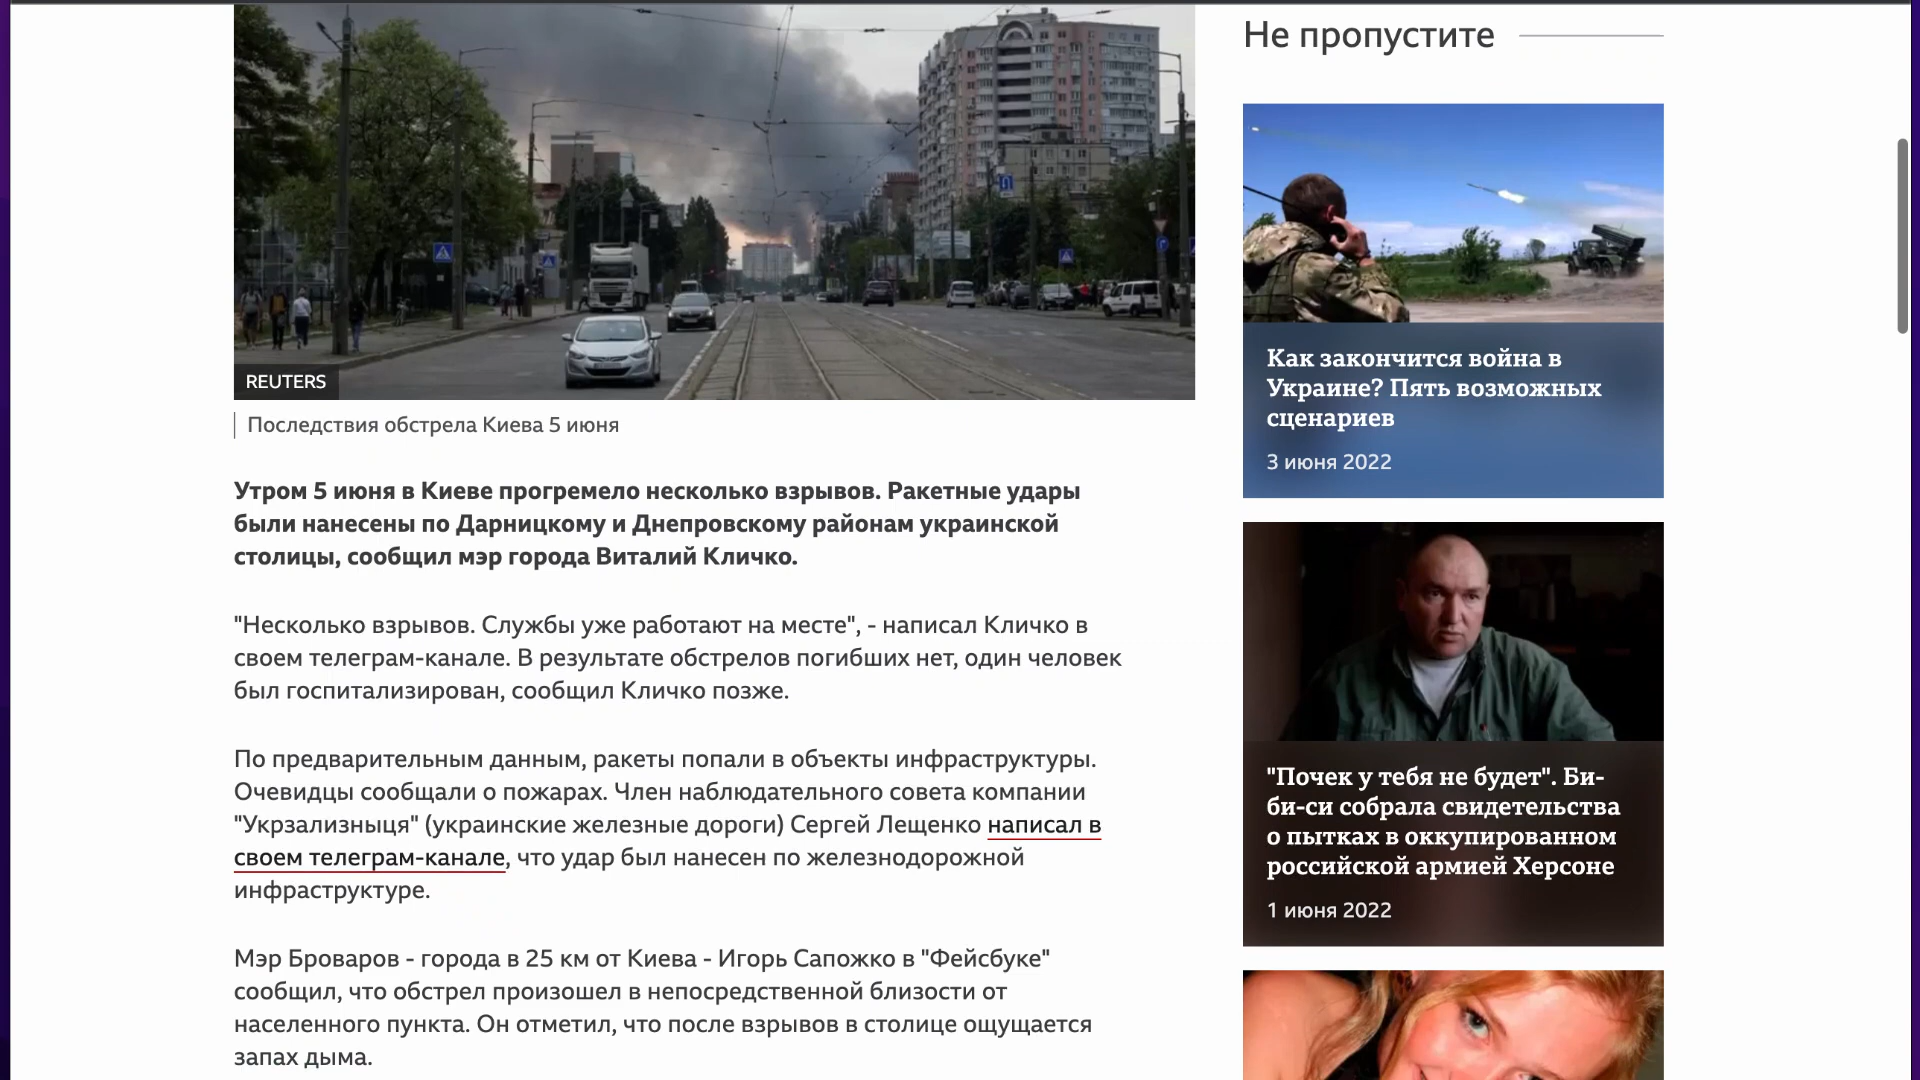 REUTERS
Последствия обстрела Киева 5 июня
Утром 5 июня в Киеве прогремело несколько взрывов. Ракетные удары
были нанесены по Дарницкому и Днепровскому районам украинской
столицы, сообщил мэр города Виталий Кличко.
"Несколько взрывов. Службы уже работают на месте", - написал Кличко в
своем телеграм-канале. В результате обстрелов погибших нет, один человек
был госпитализирован, сообщил Кличко позже.
По предварительным данным, ракеты попали в объекты инфраструктуры.
Очевидцы сообщали о пожарах. Член наблюдательного совета компании
"Укрзализныця" (украинские железные дороги) Сергей Лещенко написал в
своем телеграм-канале, что удар был нанесен по железнодорожной
инфраструктуре.
Мэр Броваров - города в 25 км от Киева - Игорь Сапожко в "Фейсбуке"
сообщил, что обстрел произошел в непосредственной близости от
населенного пункта. Он отметил, что после взрывов в столице ощущается
запах дыма.
Не пропустите
Как закончится война в
Украине? Пять возможных
сценариев
3 июня 2022
"Почек у тебя не будет". Би-
би-си собрала свидетельства
о пытках в оккупированном
российской армией Херсоне
1 июня 2022